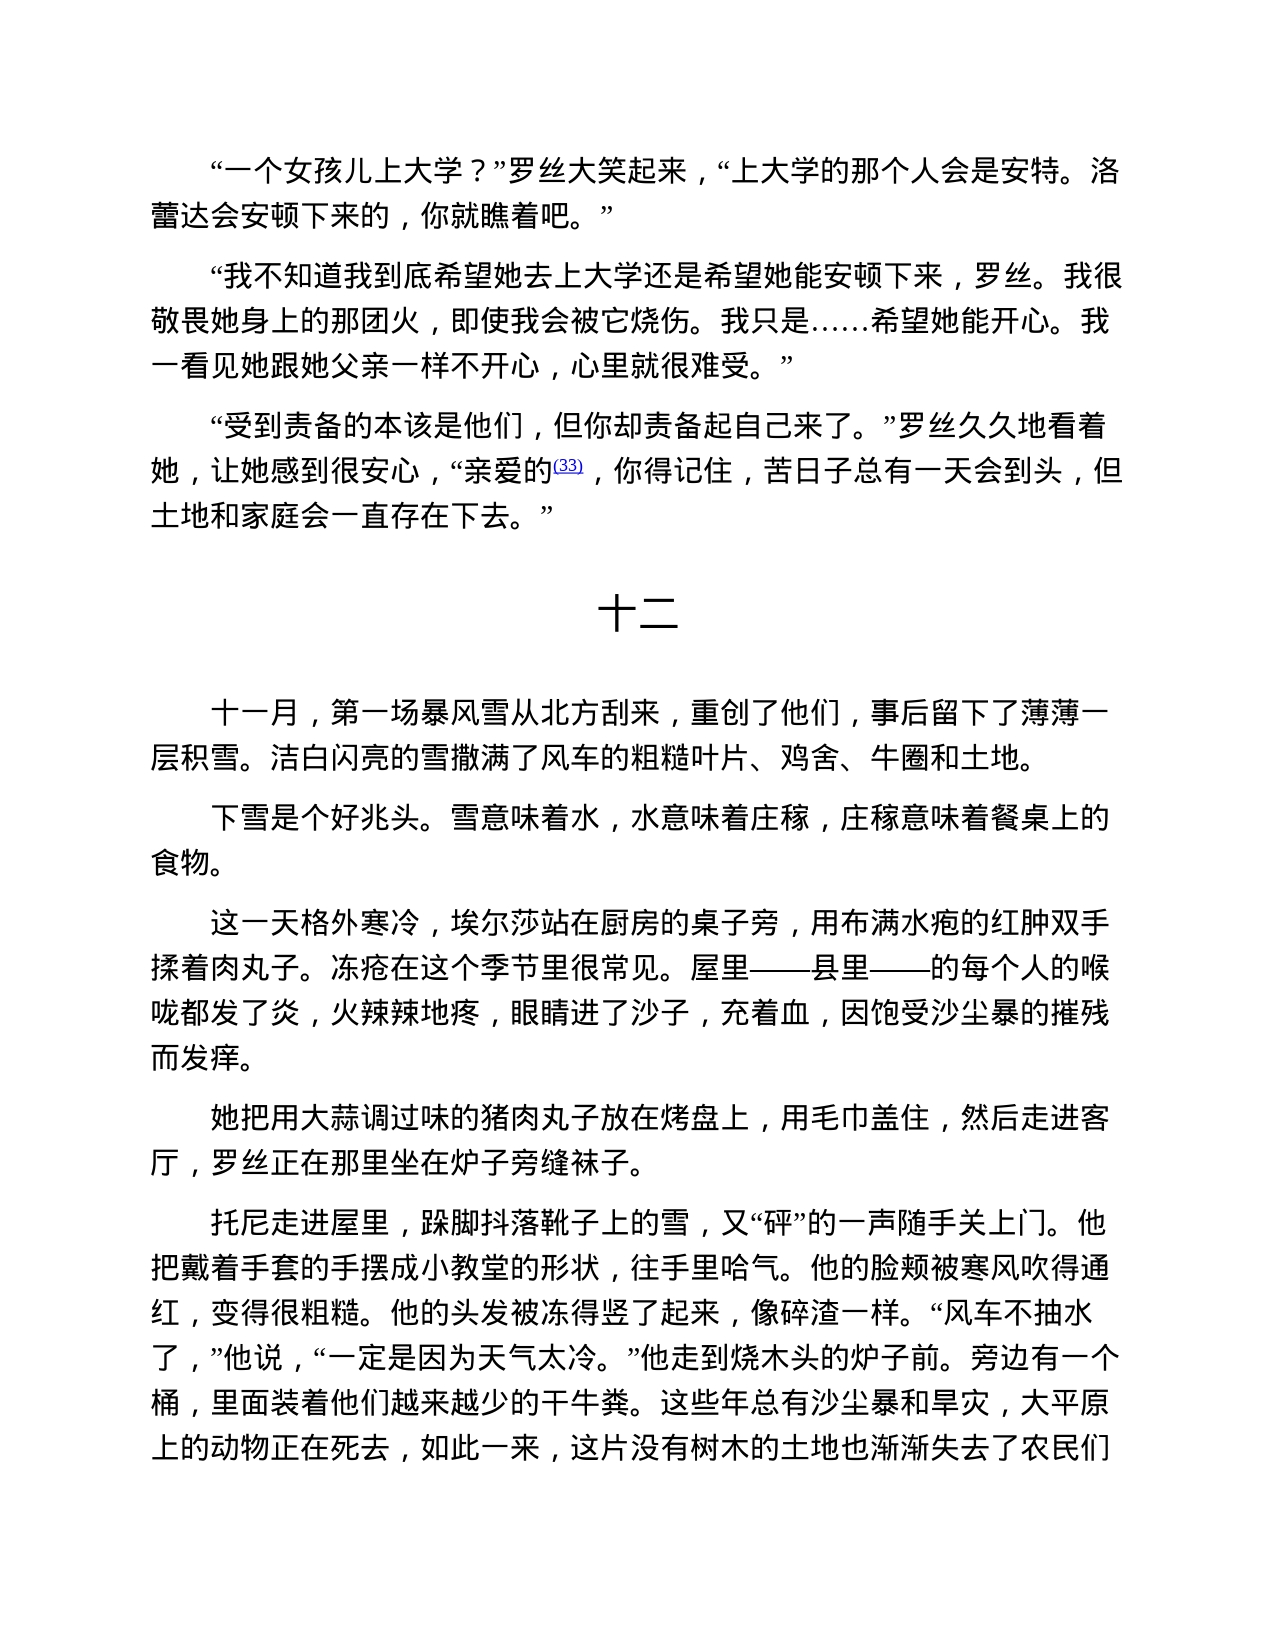 “一个女孩儿上大学？”罗丝大笑起来，“上大学的那个人会是安特。洛
蕾达会安顿下来的，你就瞧着吧。”
“我不知道我到底希望她去上大学还是希望她能安顿下来，罗丝。我很
敬畏她身上的那团火，即使我会被它烧伤。我只是……希望她能开心。我
一看见她跟她父亲一样不开心，心里就很难受。”
“受到责备的本该是他们，但你却责备起自己来了。”罗丝久久地看着
她，让她感到很安心，“亲爱的(33)，你得记住，苦日子总有一天会到头，但
土地和家庭会一直存在下去。”
十二
十一月，第一场暴风雪从北方刮来，重创了他们，事后留下了薄薄一
层积雪。洁白闪亮的雪撒满了风车的粗糙叶片、鸡舍、牛圈和土地。
下雪是个好兆头。雪意味着水，水意味着庄稼，庄稼意味着餐桌上的
食物。
这一天格外寒冷，埃尔莎站在厨房的桌子旁，用布满水疱的红肿双手
揉着肉丸子。冻疮在这个季节里很常见。屋里——县里——的每个人的喉
咙都发了炎，火辣辣地疼，眼睛进了沙子，充着血，因饱受沙尘暴的摧残
而发痒。
她把用大蒜调过味的猪肉丸子放在烤盘上，用毛巾盖住，然后走进客
厅，罗丝正在那里坐在炉子旁缝袜子。
托尼走进屋里，跺脚抖落靴子上的雪，又“砰”的一声随手关上门。他
把戴着手套的手摆成小教堂的形状，往手里哈气。他的脸颊被寒风吹得通
红，变得很粗糙。他的头发被冻得竖了起来，像碎渣一样。“风车不抽水
了，”他说，“一定是因为天气太冷。”他走到烧木头的炉子前。旁边有一个
桶，里面装着他们越来越少的干牛粪。这些年总有沙尘暴和旱灾，大平原
上的动物正在死去，如此一来，这片没有树木的土地也渐渐失去了农民们